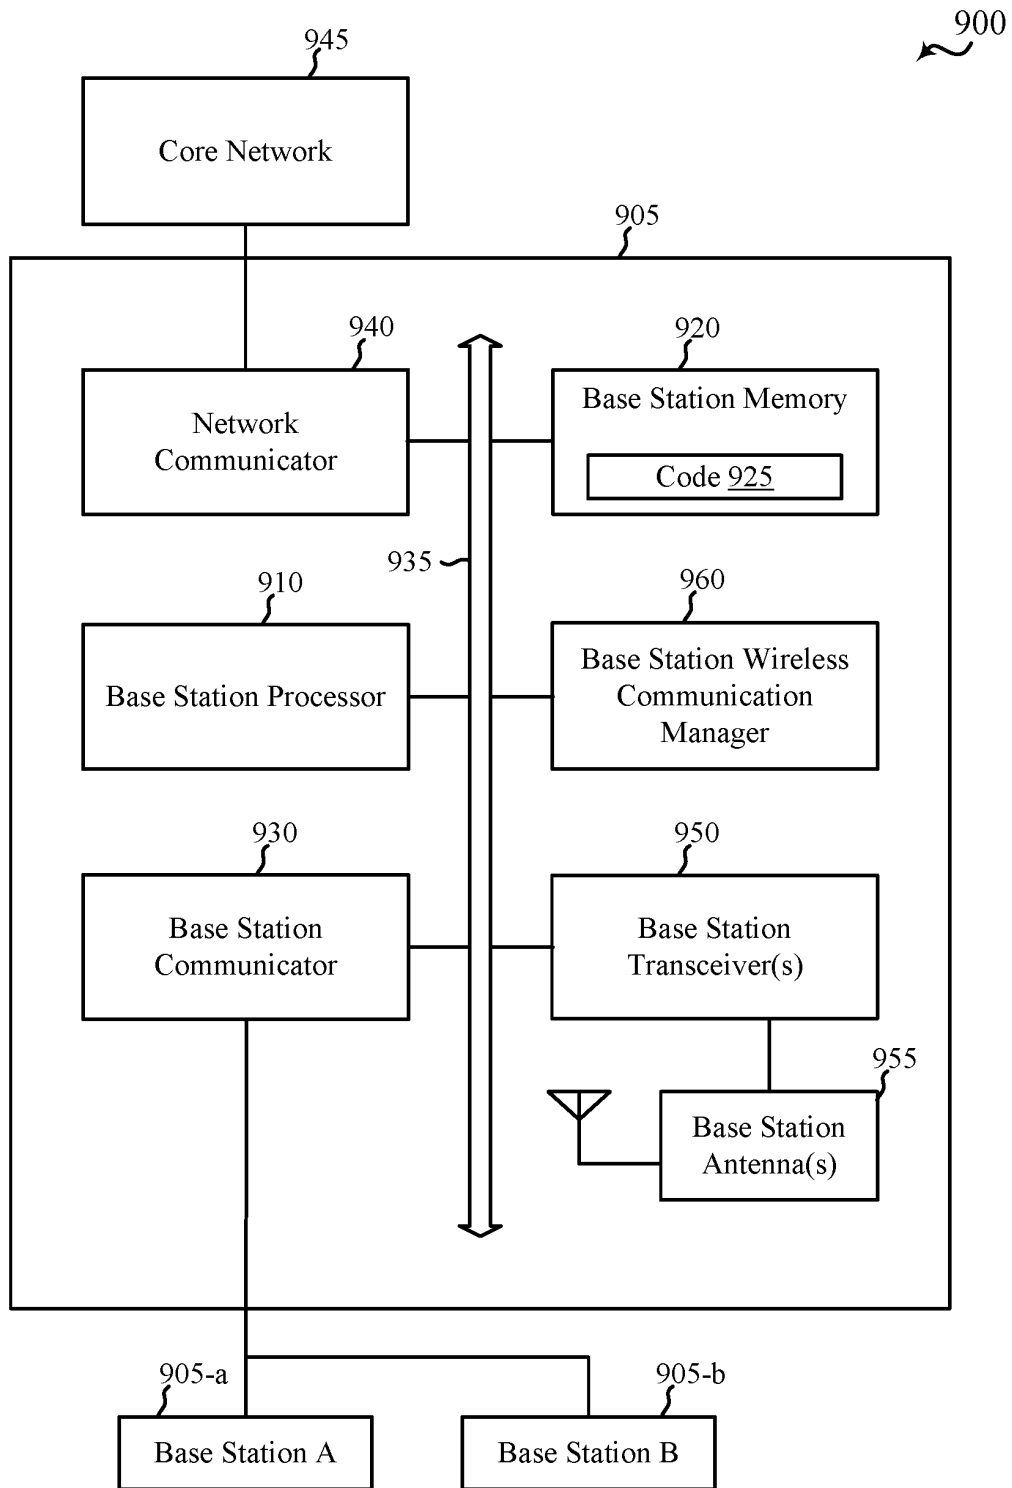 900
945
Core Network
905
940
Network
Communicator
920
Base Station Memory
Code 925
935
910
Base Station Processor
960
Base Station Wireless
Communication
Manager
930
Base Station
Communicator
950
Base Station
Transceiver(s)
955
Base Station
Antenna(s)
905-a
Base Station A
905-b
Base Station B